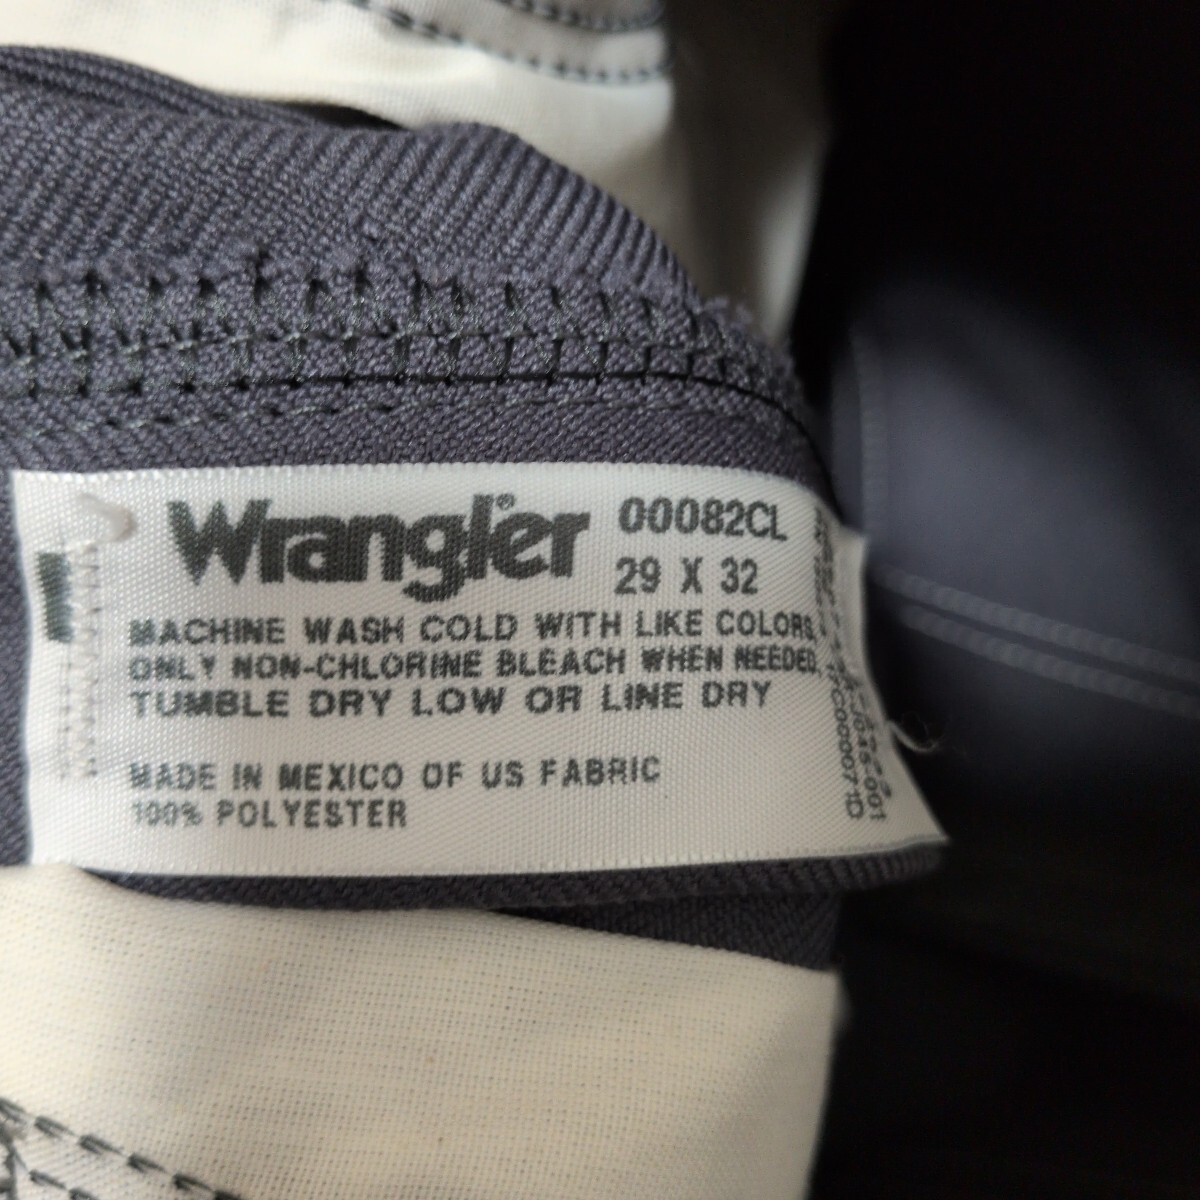 Wrangler® 00082CL
29 X 32
MACHINE WASH COLD WITH LIKE COLORS,
ONLY NON-CHLORINE BLEACH WHEN NEEDED,
TUMBLE DRY LOW OR LINE DRY
MADE IN MEXICO OF US FABRIC
100% POLYESTER